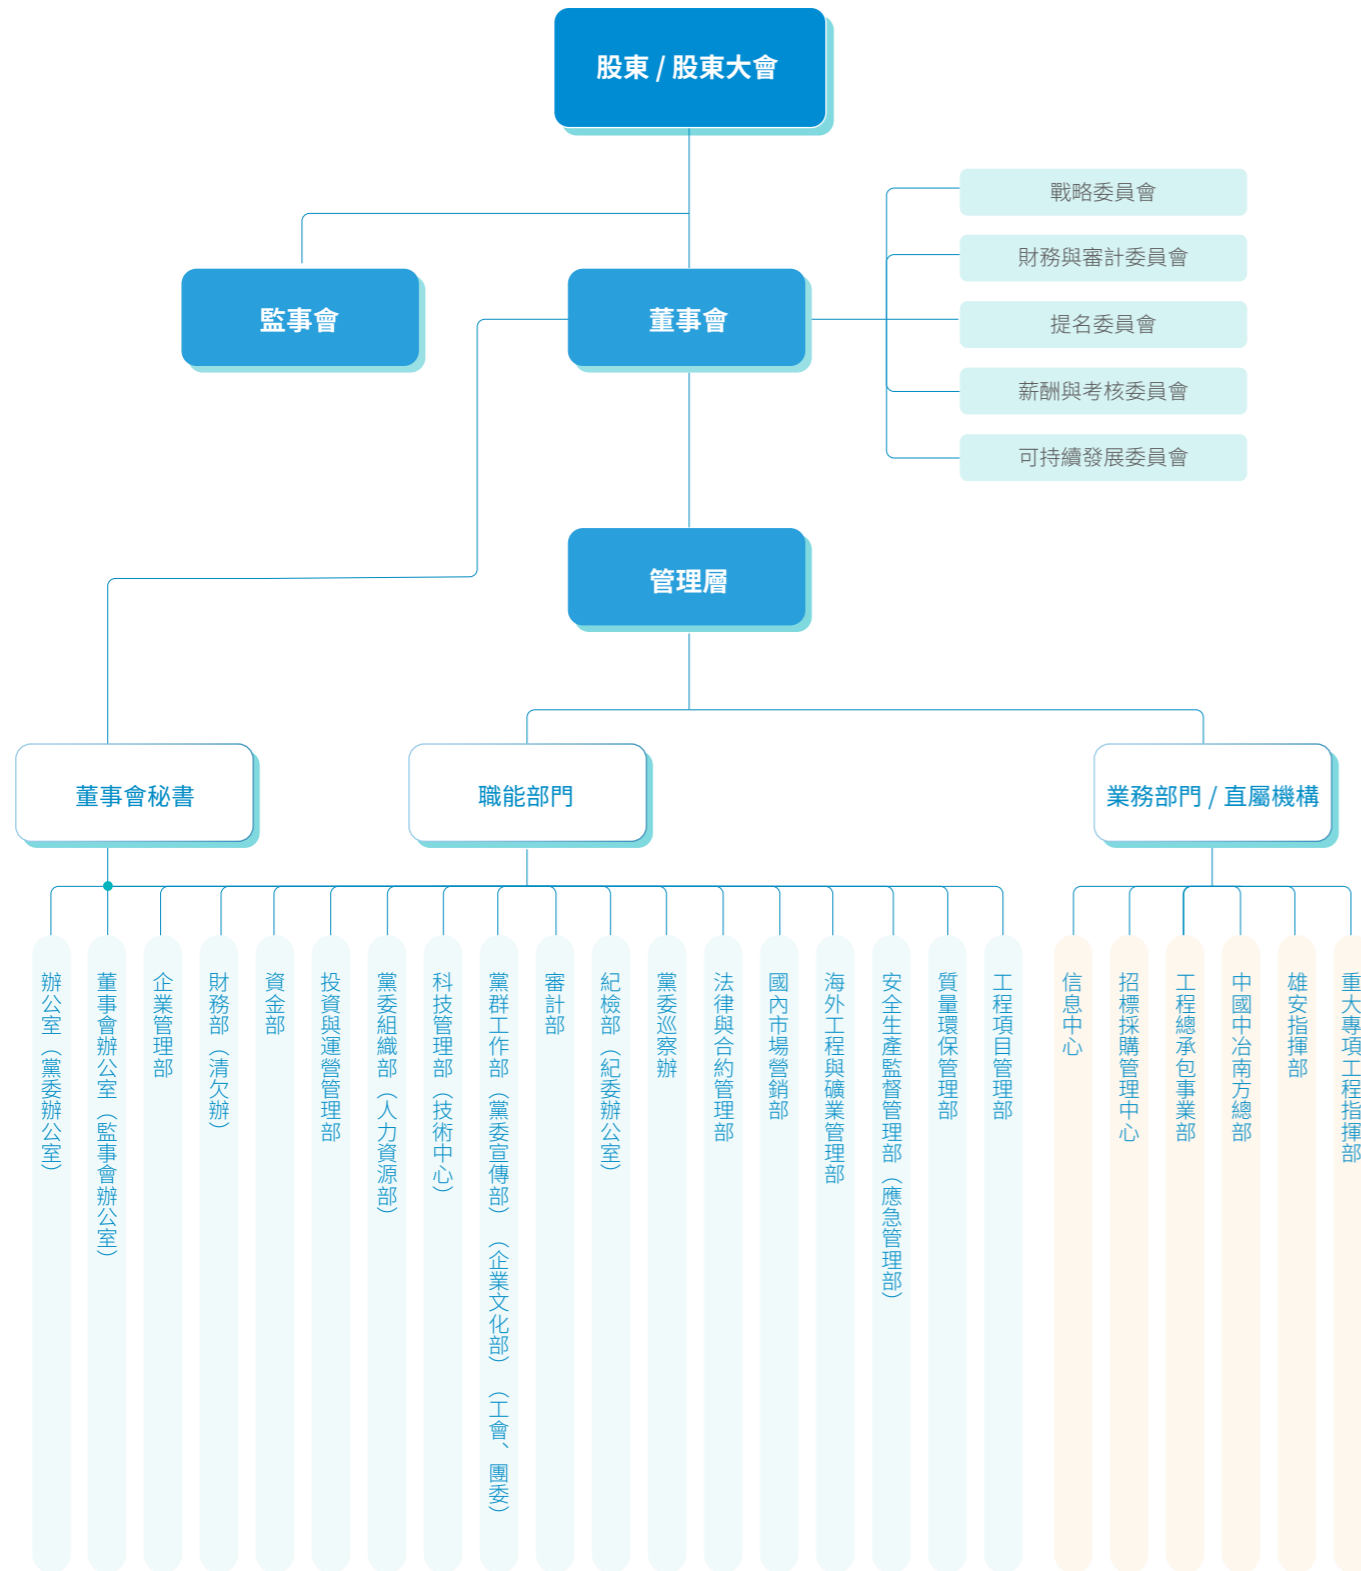 股東 / 股東大會
戰略委員會
財務與審計委員會
監事會
董事會
提名委員會
薪酬與考核委員會
可持續發展委員會
管理層
董事會秘書
職能部門
業務部門 / 直屬機構
辦公室（黨委辦公室）
董事會辦公室（監事會辦公室）
企業管理部
財務部（清欠辦）
資金部
投資與運營管理部
黨委組織部（人力資源部）
科技管理部（技術中心）
黨群工作部（黨委宣傳部）（企業文化部）（工會、團委）
審計部
紀檢部（紀委辦公室）
黨委巡察辦
法律與合約管理部
國內市場營銷部
海外工程與礦業管理部
安全生產監督管理部（應急管理部）
質量環保管理部
工程項目管理部
信息中心
招標採購管理中心
工程總承包事業部
中國中冶南方總部
雄安指揮部
重大專項工程指揮部